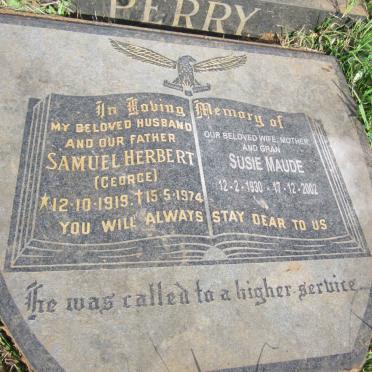 PERRY
In Loving Memory of
MY BELOVED HUSBAND
AND OUR FATHER
SAMUEL HERBERT
(GEORGE)
*12·10·1919 †15·5·1974
OUR BELOVED WIFE, MOTHER
AND GRAN
SUSIE MAUDE
12-2-1930 - 17-12-2002
YOU WILL ALWAYS STAY DEAR TO US
He was called to a higher service